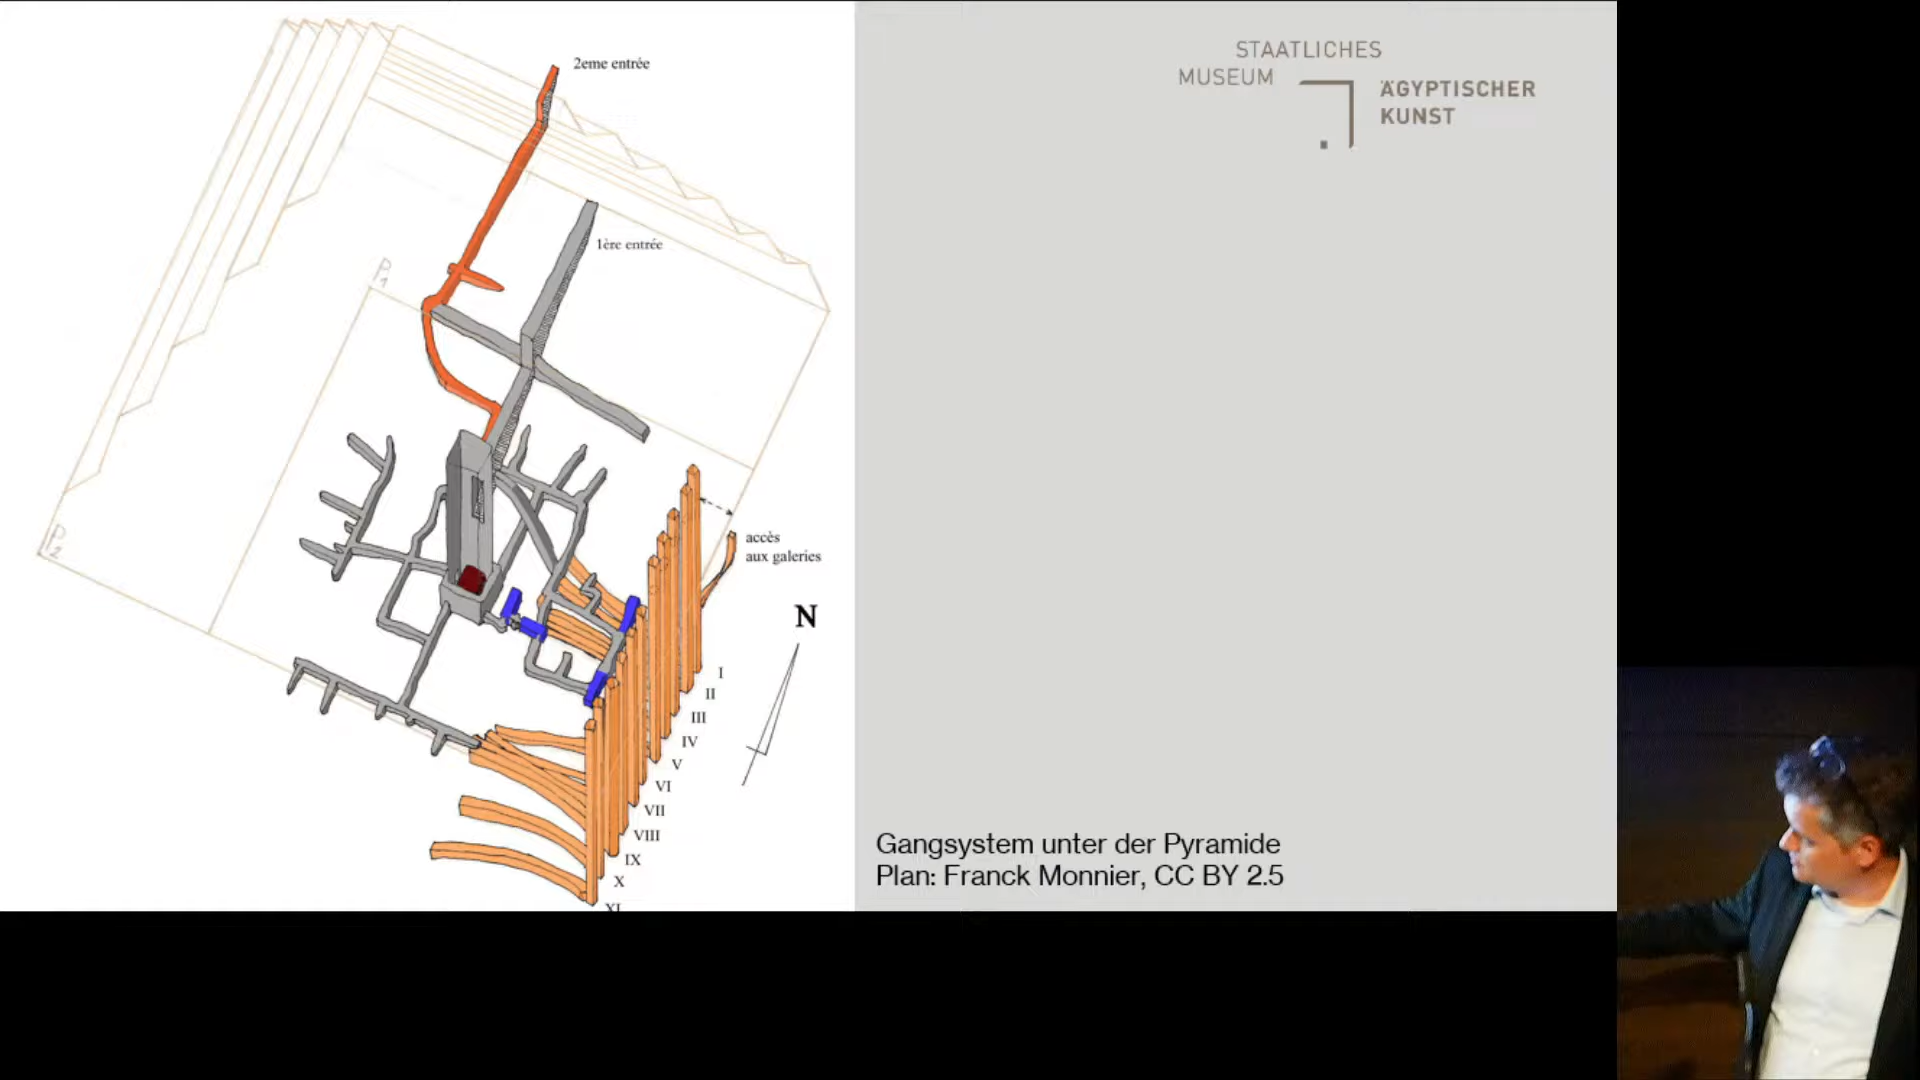 2eme entrée
1ère entrée
P1
P2
accès
aux galeries
N
I
II
III
IV
V
VI
VII
VIII
IX
X
XI
STAATLICHES
MUSEUM
ÄGYPTISCHER
KUNST
Gangsystem unter der Pyramide
Plan: Franck Monnier, CC BY 2.5